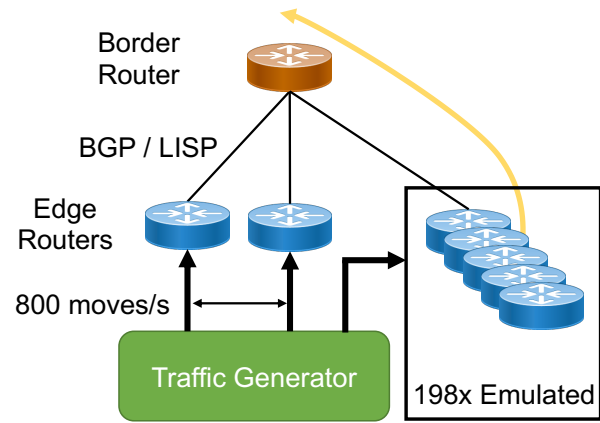 Border
Router
BGP / LISP
Edge
Routers
800 moves/s
Traffic Generator
198x Emulated